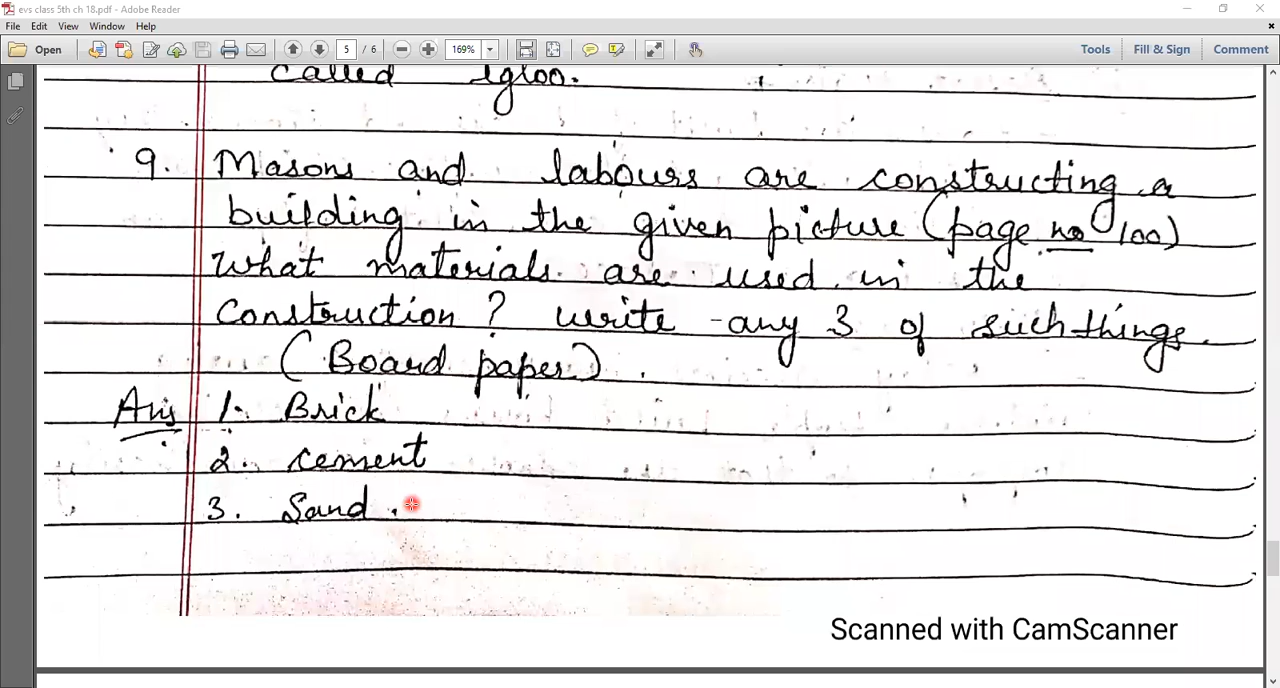 evs class 5th ch 18.pdf - Adobe Reader
File Edit View Window Help
Open 5 / 6 169% Tools Fill & Sign Comment
Called Igloo.
9. Masons and labours are constructing a
building in the given picture (page no 100)
What materials are used in the
construction ? Write any 3 of such things.
(Board paper).
Ans 1. Brick
2. Cement
3. Sand.
Scanned with CamScanner